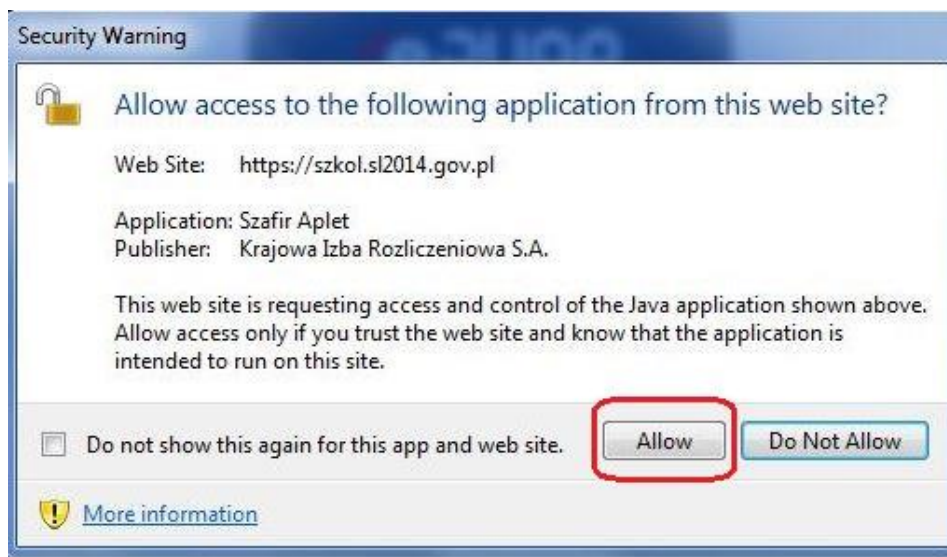 Security Warning
Allow access to the following application from this web site?
Web Site: https://szkol.sl2014.gov.pl
Application: Szafir Aplet
Publisher: Krajowa Izba Rozliczeniowa S.A.
This web site is requesting access and control of the Java application shown above.
Allow access only if you trust the web site and know that the application is
intended to run on this site.
Do not show this again for this app and web site.
Allow
Do Not Allow
More information